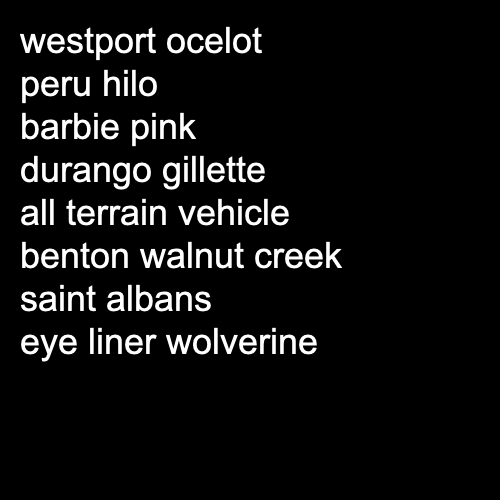 westport ocelot
peru hilo
barbie pink
durango gillette
all terrain vehicle
benton walnut creek
saint albans
eye liner wolverine